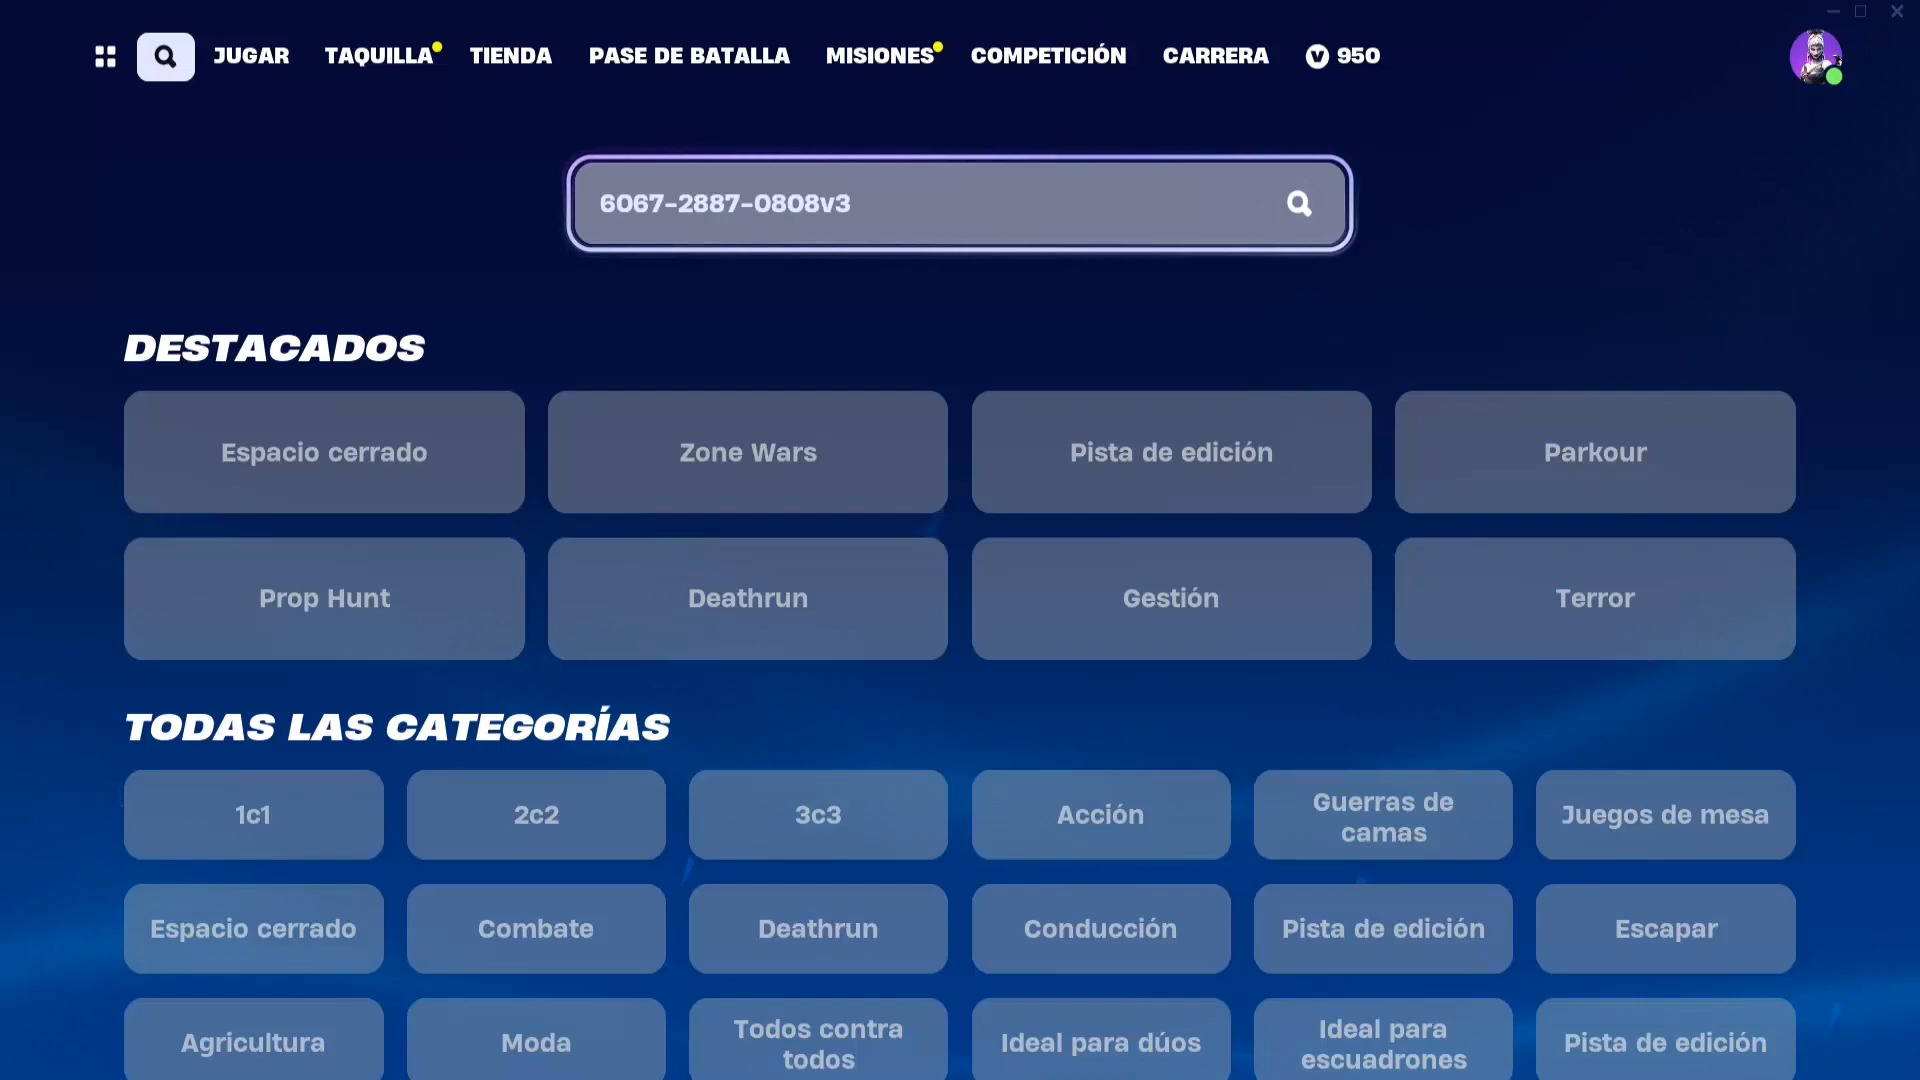 JUGAR TAQUILLA TIENDA PASE DE BATALLA MISIONES COMPETICIÓN CARRERA V 950
6067-2887-0808v3
DESTACADOS
Espacio cerrado Zone Wars Pista de edición Parkour
Prop Hunt Deathrun Gestión Terror
TODAS LAS CATEGORÍAS
1c1 2c2 3c3 Acción Guerras de
camas Juegos de mesa
Espacio cerrado Combate Deathrun Conducción Pista de edición Escapar
Agricultura Moda Todos contra
todos Ideal para dúos Ideal para
escuadrones Pista de edición